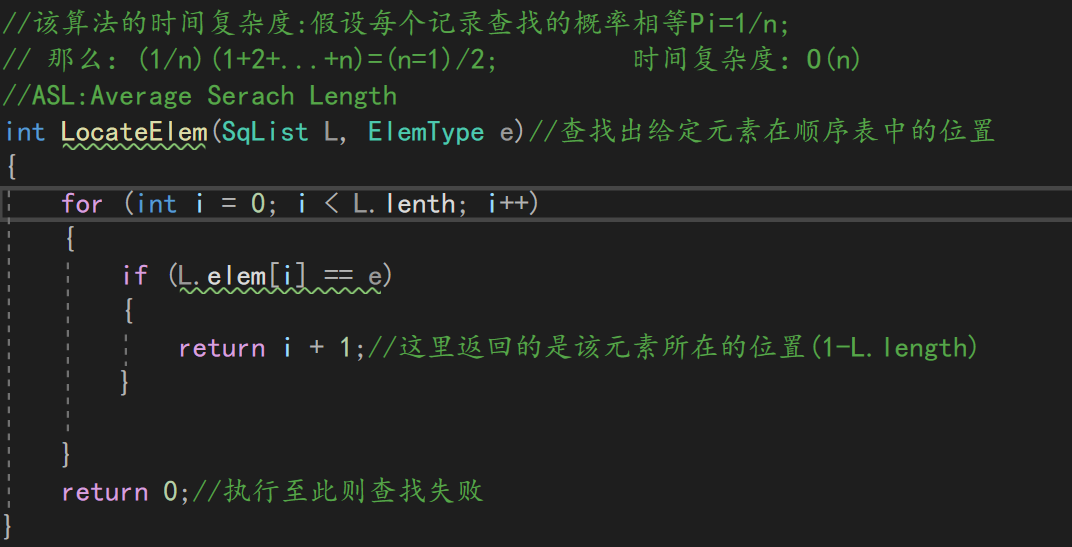 //该算法的时间复杂度:假设每个记录查找的概率相等Pi=1/n;
// 那么：(1/n)(1+2+...+n)=(n=1)/2; 时间复杂度：O(n)
//ASL:Average Serach Length
int LocateElem(SqList L, ElemType e)//查找出给定元素在顺序表中的位置
{
for (int i = 0; i < L.lenth; i++)
{
if (L.elem[i] == e)
{
return i + 1;//这里返回的是该元素所在的位置(1-L.length)
}
}
return 0;//执行至此则查找失败
}